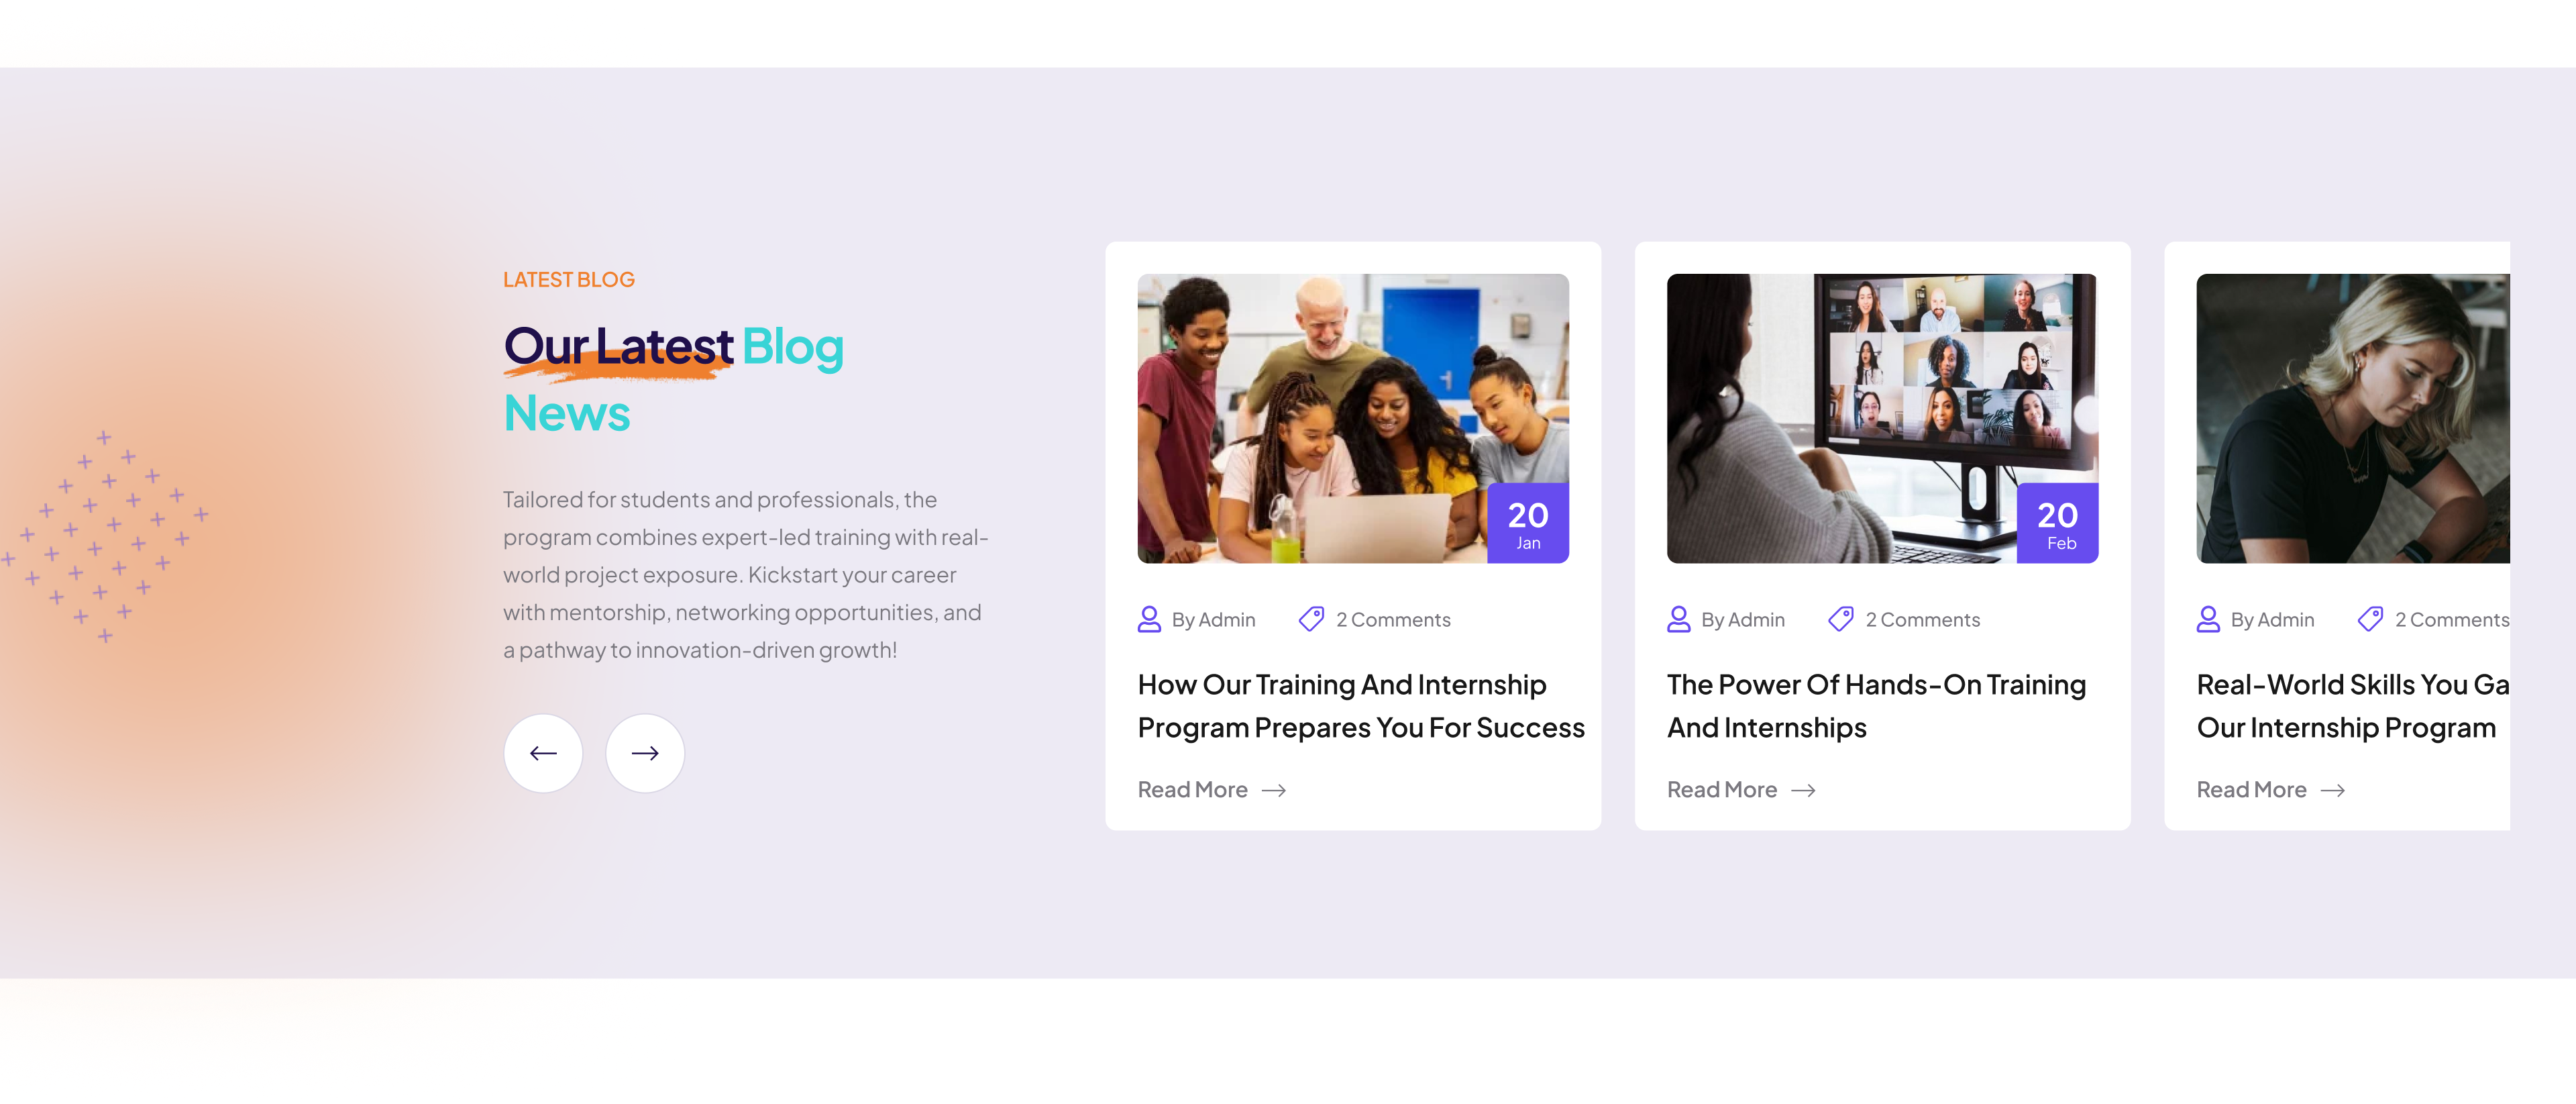 LATEST BLOG
Our Latest Blog
News
Tailored for students and professionals, the
program combines expert-led training with real-
world project exposure. Kickstart your career
with mentorship, networking opportunities, and
a pathway to innovation-driven growth!
20
Jan
By Admin
2 Comments
How Our Training And Internship
Program Prepares You For Success
Read More
20
Feb
By Admin
2 Comments
The Power Of Hands-On Training
And Internships
Read More
By Admin
2 Comments
Real-World Skills You Ga
Our Internship Program
Read More